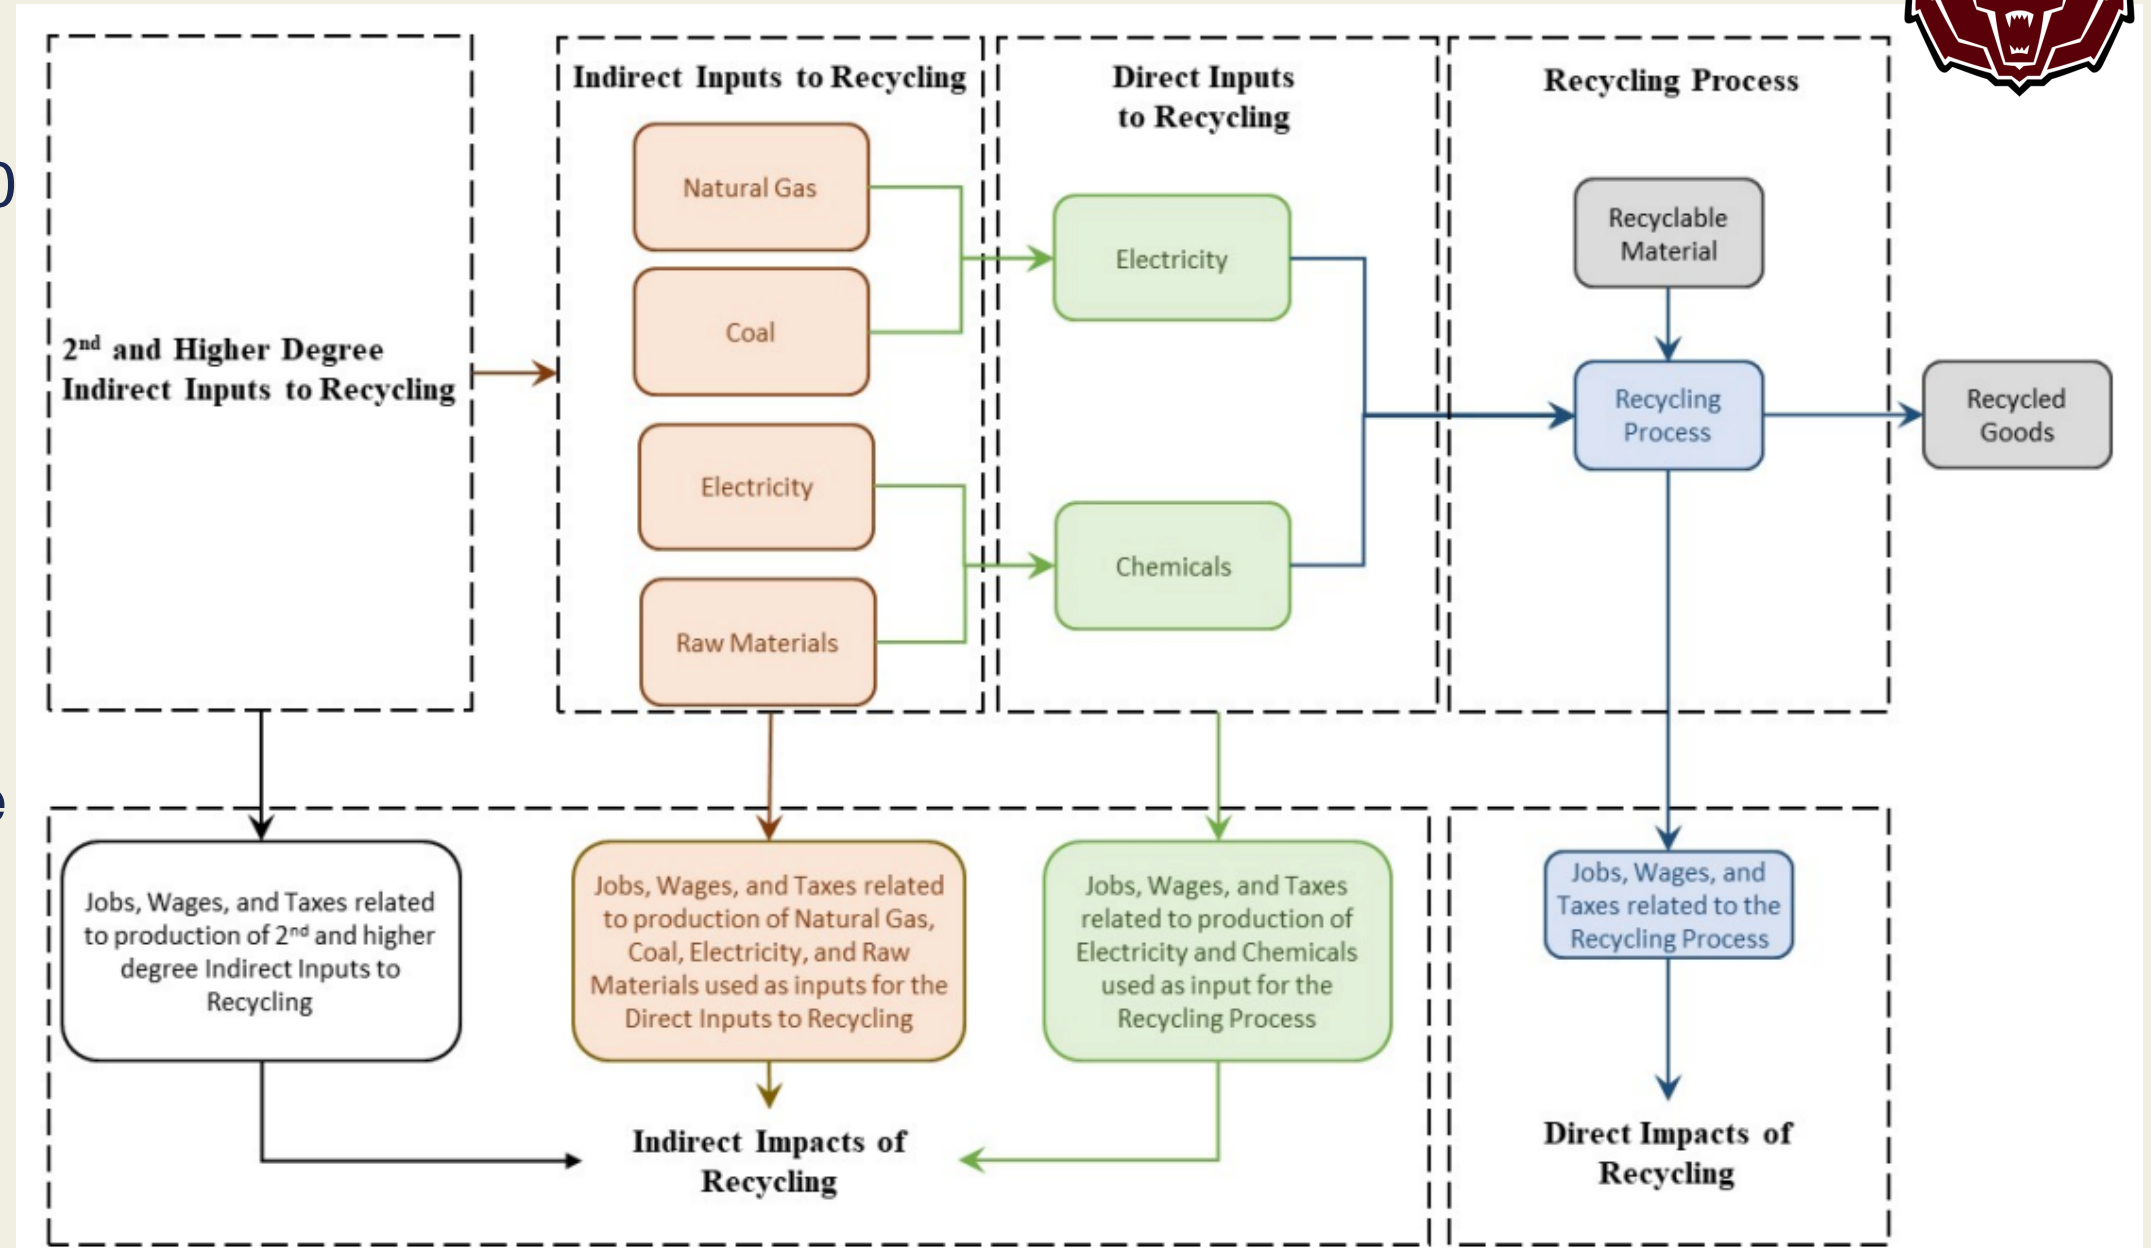 Indirect Inputs to Recycling
Direct Inputs
to Recycling
Recycling Process
Natural Gas
Coal
Electricity
Raw Materials
Electricity
Chemicals
Recyclable
Material
Recycling
Process
Recycled
Goods
2nd and Higher Degree
Indirect Inputs to Recycling
Jobs, Wages, and Taxes related
to production of 2nd and higher
degree Indirect Inputs to
Recycling
Jobs, Wages, and Taxes related
to production of Natural Gas,
Coal, Electricity, and Raw
Materials used as inputs for the
Direct Inputs to Recycling
Jobs, Wages, and Taxes
related to production of
Electricity and Chemicals
used as input for the
Recycling Process
Jobs, Wages, and
Taxes related to the
Recycling Process
Indirect Impacts of
Recycling
Direct Impacts of
Recycling